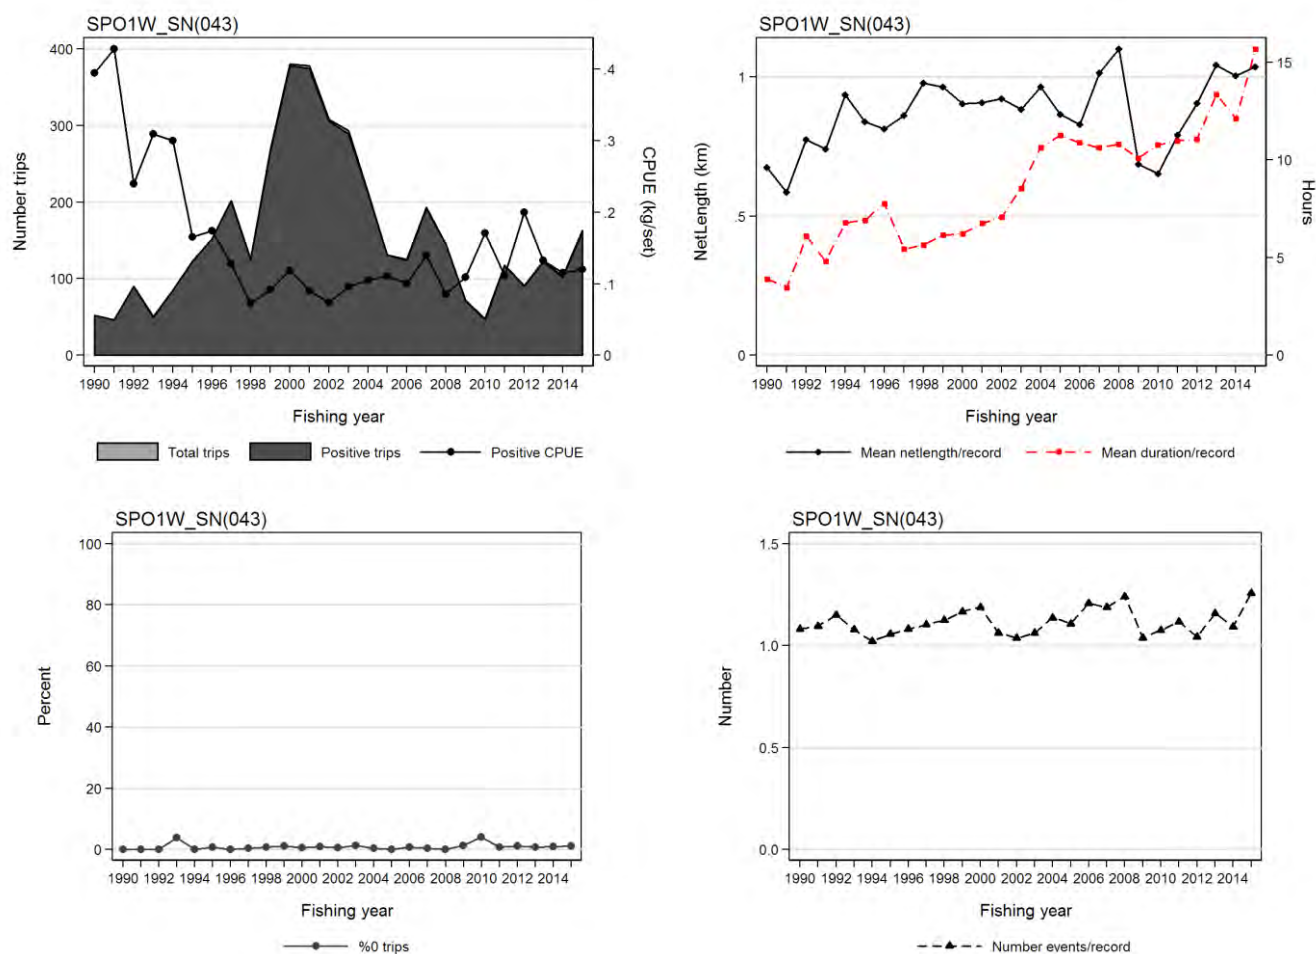 SPO1W_SN(043)
400
300
200
100
0
Number trips
.4
.3
.2
.1
0
CPUE (kg/set)
1990 1992 1994 1996 1998 2000 2002 2004 2006 2008 2010 2012 2014
Fishing year
Total trips Positive trips Positive CPUE
SPO1W_SN(043)
1
.5
0
NetLength (km)
15
10
5
0
Hours
1990 1992 1994 1996 1998 2000 2002 2004 2006 2008 2010 2012 2014
Fishing year
Mean netlength/record Mean duration/record
SPO1W_SN(043)
100
80
60
40
20
0
Percent
1990 1992 1994 1996 1998 2000 2002 2004 2006 2008 2010 2012 2014
Fishing year
%0 trips
SPO1W_SN(043)
1.5
1.0
0.5
0.0
Number
1990 1992 1994 1996 1998 2000 2002 2004 2006 2008 2010 2012 2014
Fishing year
Number events/record